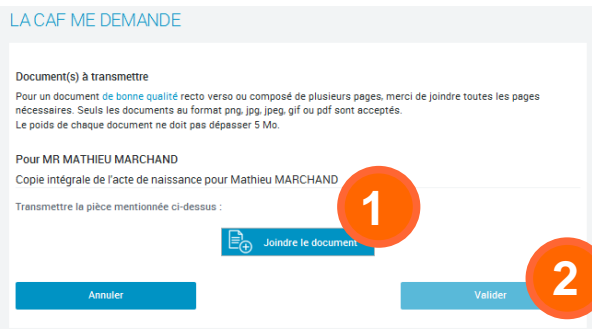 LA CAF ME DEMANDE
Document(s) à transmettre
Pour un document de bonne qualité recto verso ou composé de plusieurs pages, merci de joindre toutes les pages
nécessaires. Seuls les documents au format png, jpg, jpeg, gif ou pdf sont acceptés.
Le poids de chaque document ne doit pas dépasser 5 Mo.
Pour MR MATHIEU MARCHAND
Copie intégrale de l'acte de naissance pour Mathieu MARCHAND
Transmettre la pièce mentionnée ci-dessus :
1
Joindre le document
Annuler
Valider
2